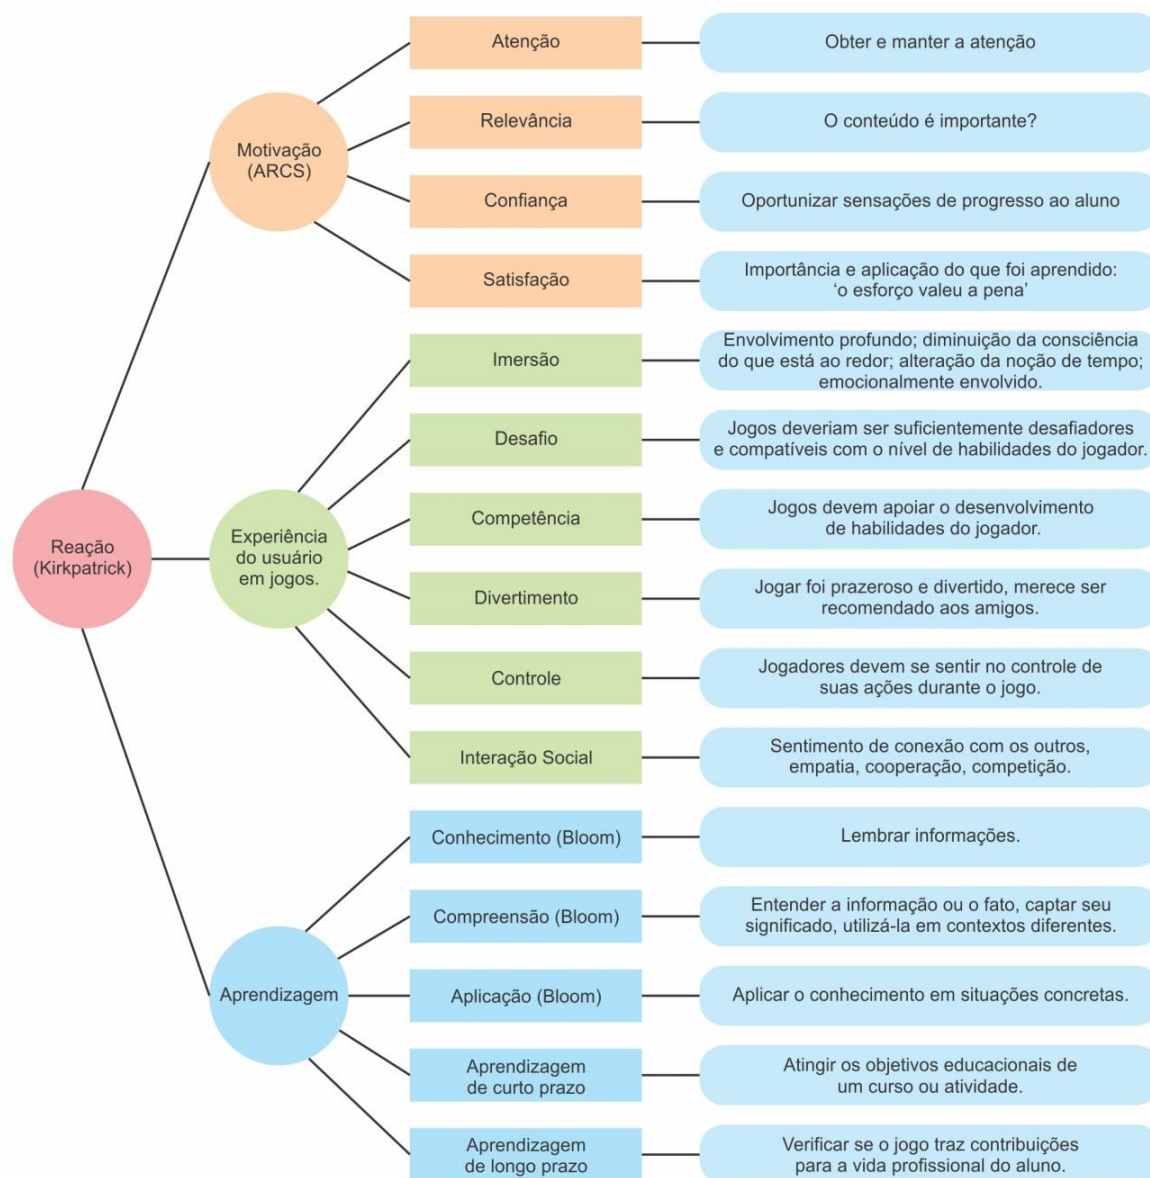 Atenção
Obter e manter a atenção
Relevância
O conteúdo é importante?
Motivação
(ARCS)
Confiança
Oportunizar sensações de progresso ao aluno
Satisfação
Importância e aplicação do que foi aprendido:
‘o esforço valeu a pena’
Imersão
Envolvimento profundo; diminuição da consciência
do que está ao redor; alteração da noção de tempo;
emocionalmente envolvido.
Desafio
Jogos deveriam ser suficientemente desafiadores
e compatíveis com o nível de habilidades do jogador.
Competência
Jogos devem apoiar o desenvolvimento
de habilidades do jogador.
Reação
(Kirkpatrick)
Experiência
do usuário
em jogos.
Divertimento
Jogar foi prazeroso e divertido, merece ser
recomendado aos amigos.
Controle
Jogadores devem se sentir no controle de
suas ações durante o jogo.
Interação Social
Sentimento de conexão com os outros,
empatia, cooperação, competição.
Conhecimento (Bloom)
Lembrar informações.
Compreensão (Bloom)
Entender a informação ou o fato, captar seu
significado, utilizá-la em contextos diferentes.
Aprendizagem
Aplicação (Bloom)
Aplicar o conhecimento em situações concretas.
Aprendizagem
de curto prazo
Atingir os objetivos educacionais de
um curso ou atividade.
Aprendizagem
de longo prazo
Verificar se o jogo traz contribuições
para a vida profissional do aluno.